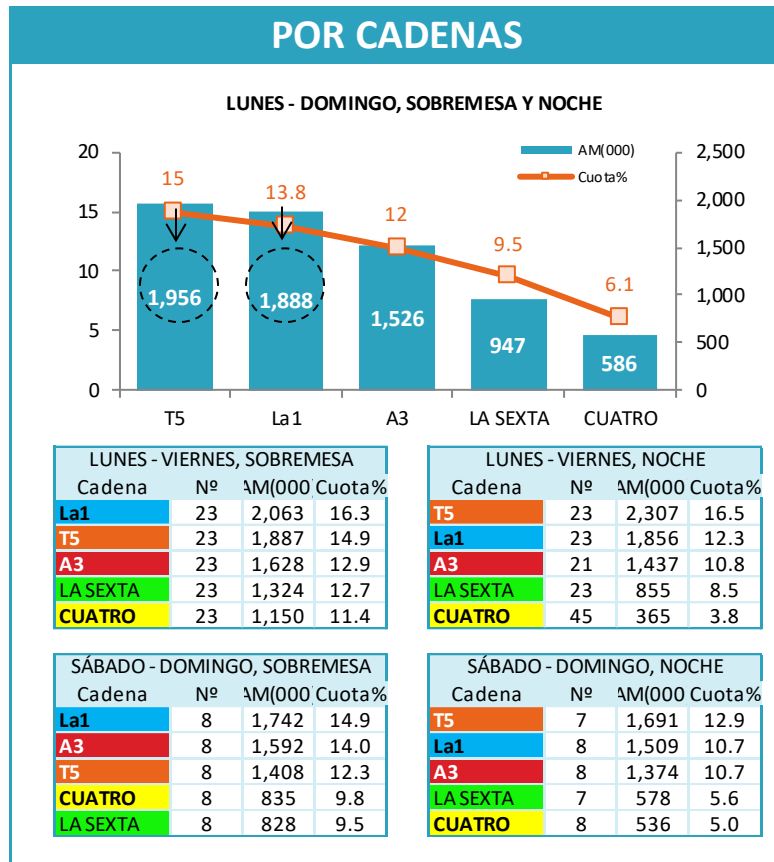 POR CADENAS
LUNES - DOMINGO, SOBREMESA Y NOCHE
20 2,500
15 2,000
10 1,500
5 1,000
0 500
0
AM(000)
Cuota%
15 13.8 12 9.5 6.1
1,956 1,888 1,526 947 586
T5 La1 A3 LA SEXTA CUATRO
LUNES - VIERNES, SOBREMESA
Cadena Nº AM(000 Cuota%
La1 23 2,063 16.3
T5 23 1,887 14.9
A3 23 1,628 12.9
LA SEXTA 23 1,324 12.7
CUATRO 23 1,150 11.4
LUNES - VIERNES, NOCHE
Cadena Nº AM(000 Cuota%
T5 23 2,307 16.5
La1 23 1,856 12.3
A3 21 1,437 10.8
LA SEXTA 23 855 8.5
CUATRO 45 365 3.8
SÁBADO - DOMINGO, SOBREMESA
Cadena Nº AM(000 Cuota%
La1 8 1,742 14.9
A3 8 1,592 14.0
T5 8 1,408 12.3
CUATRO 8 835 9.8
LA SEXTA 8 828 9.5
SÁBADO - DOMINGO, NOCHE
Cadena Nº AM(000 Cuota%
T5 7 1,691 12.9
La1 8 1,509 10.7
A3 8 1,374 10.7
LA SEXTA 7 578 5.6
CUATRO 8 536 5.0